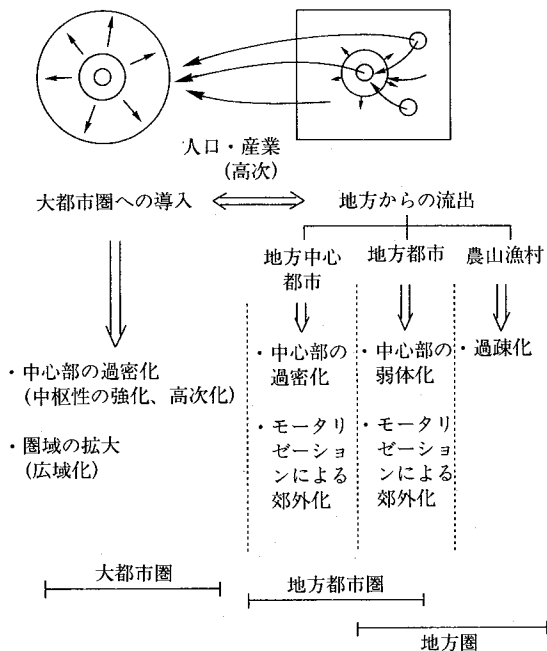 人口・産業
(高次)
大都市圏への導入
地方からの流出
地方中心
都市
地方都市
農山漁村
・中心部の過密化
(中枢性の強化、高次化)
・圏域の拡大
(広域化)
・中心部の
過密化
・モータリ
ゼーショ
ンによる
郊外化
・中心部の
弱体化
・モータリ
ゼーショ
ンによる
郊外化
・過疎化
大都市圏
地方都市圏
地方圏